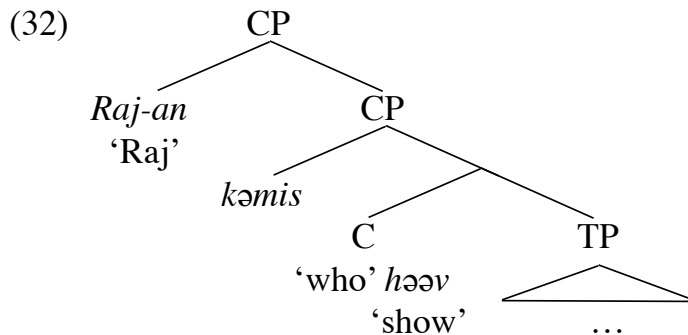 (32) CP
Raj-an CP
‘Raj’
kəmis
C TP
‘who’ həəv
‘show’ …